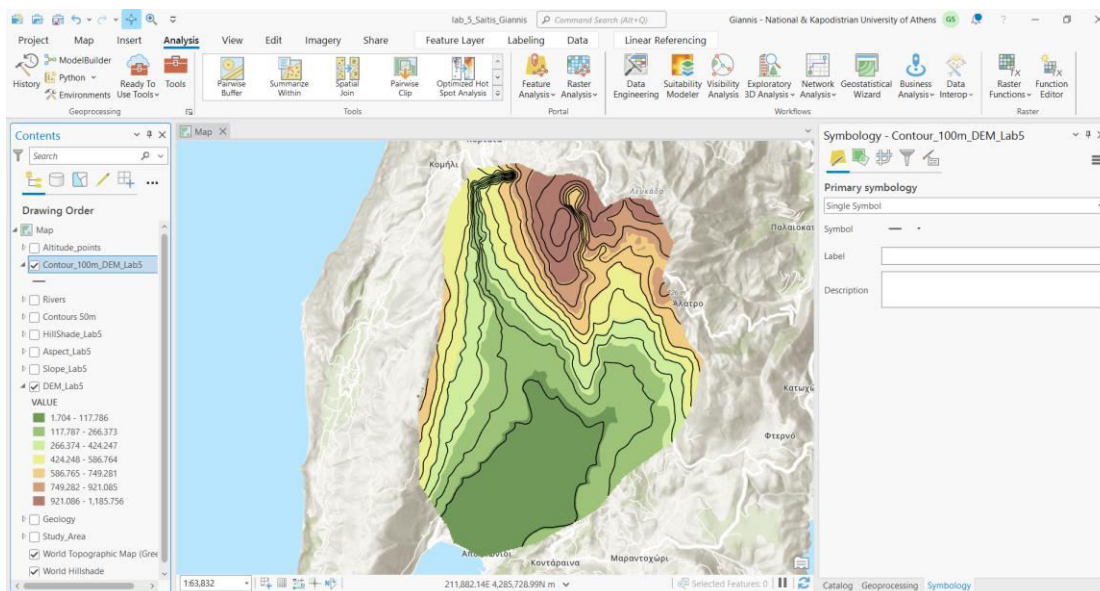 lab_5_Saitis_Giannis
Command Search (Alt+Q)
Giannis - National & Kapodistrian University of Athens
GS
?
Project Map Insert Analysis View Edit Imagery Share Feature Layer Labeling Data Linear Referencing
History
ModelBuilder
Python
Environments
Ready To Use Tools
Tools
Geoprocessing
Pairwise Buffer
Summarize Within
Spatial Join
Pairwise Clip
Optimized Hot Spot Analysis
Tools
Feature Analysis
Raster Analysis
Portal
Data Engineering
Suitability Modeler
Visibility Analysis
Exploratory 3D Analysis
Network Analysis
Geostatistical Wizard
Business Analysis
Data Interop
Workflows
Raster Functions
Function Editor
Raster
Contents
Search
Drawing Order
Map
Altitude_points
Contour_100m_DEM_Lab5
Rivers
Contours 50m
HillShade_Lab5
Aspect_Lab5
Slope_Lab5
DEM_Lab5
VALUE
1.704 - 117.786
117.787 - 266.373
266.374 - 424.247
424.248 - 586.764
586.765 - 749.281
749.282 - 921.085
921.086 - 1,185.756
Geology
Study_Area
World Topographic Map (Gree
World Hillshade
Map
Κομήλι
Λευκάδα
Παλαιοκατ
Άλατρο
Κατωχώ
Φτερνό
Μαραντοχώρι
Κοντάραινα
1:63,832
211,882.14E 4,285,728.99N m
Selected Features: 0
Symbology - Contour_100m_DEM_Lab5
Primary symbology
Single Symbol
Symbol
Label
Description
Catalog Geoprocessing Symbology